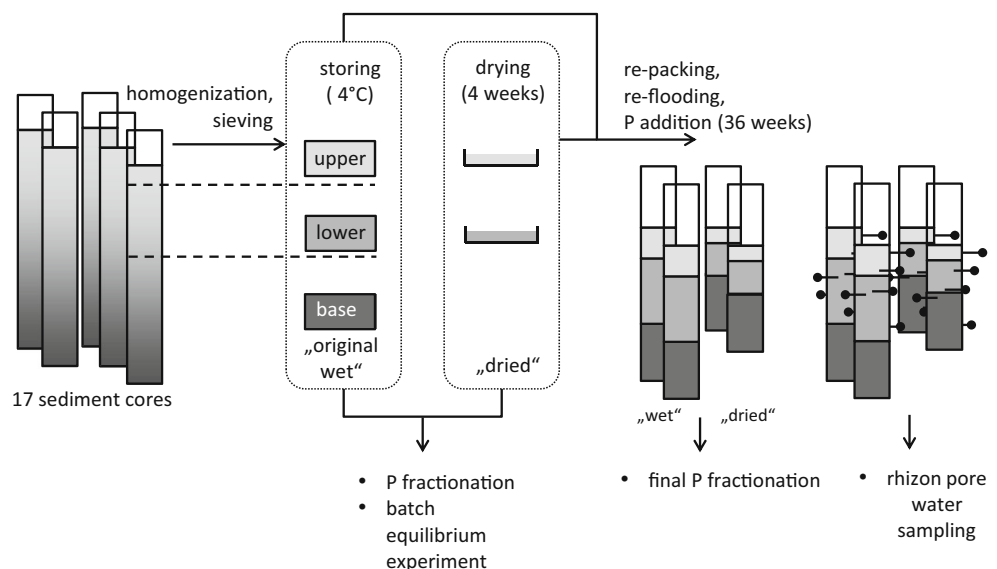 homogenization,
sieving
17 sediment cores
storing
( 4°C)
upper
lower
base
„original
wet“
drying
(4 weeks)
„dried“
re-packing,
re-flooding,
P addition (36 weeks)
„wet“
„dried“
• P fractionation
• batch
equilibrium
experiment
• final P fractionation
• rhizon pore
water
sampling